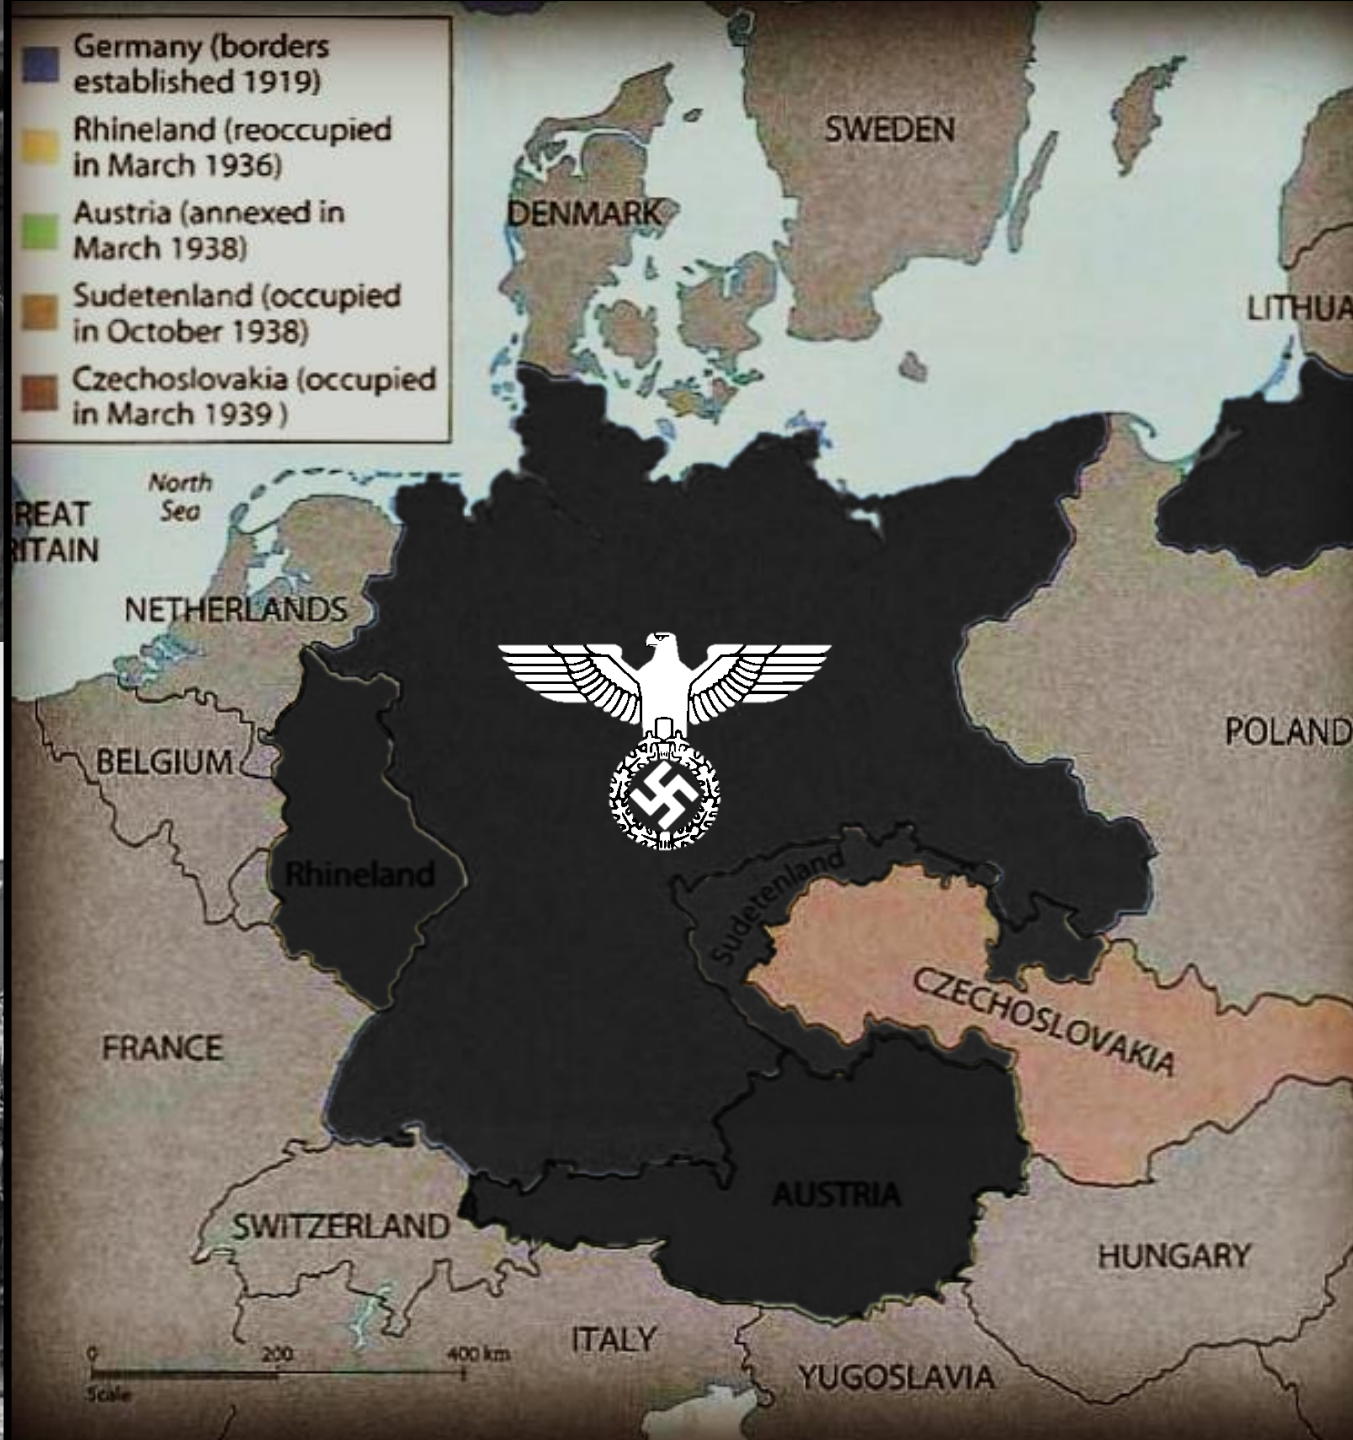 Germany (borders
established 1919)
Rhineland (reoccupied
in March 1936)
Austria (annexed in
March 1938)
Sudetenland (occupied
in October 1938)
Czechoslovakia (occupied
in March 1939 )
SWEDEN
DENMARK
LITHUA
North
Sea
REAT
RITAIN
NETHERLANDS
POLAND
BELGIUM
Rhineland
Sudetenland
CZECHOSLOVAKIA
FRANCE
AUSTRIA
SWITZERLAND
HUNGARY
ITALY
YUGOSLAVIA
0 200 400 km
Scale